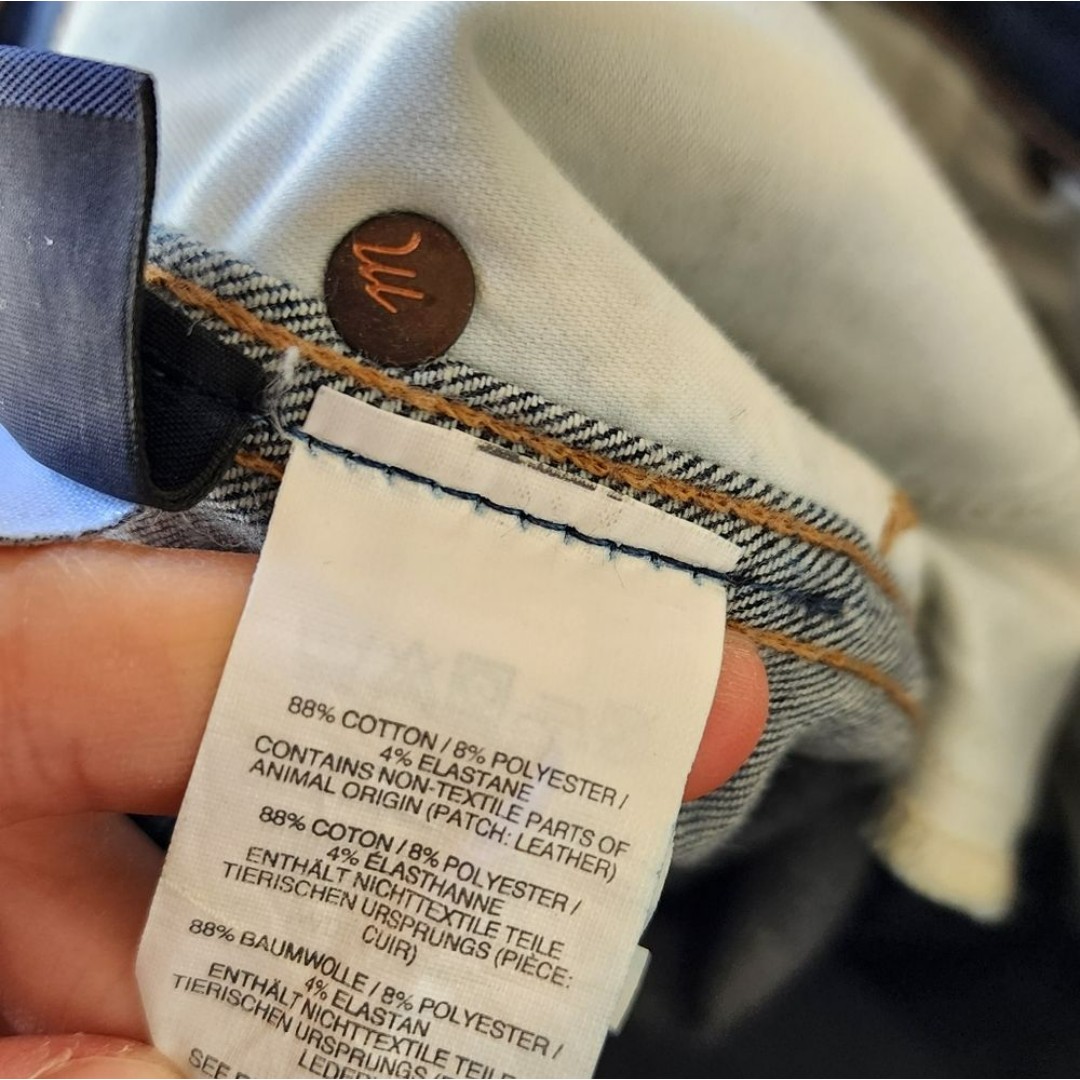 m
88% COTTON / 8% POLYESTER /
4% ELASTANE
CONTAINS NON-TEXTILE PARTS OF
ANIMAL ORIGIN (PATCH: LEATHER)
88% COTON / 8% POLYESTER /
4% ÉLASTHANNE
ENTHÄLT NICHTTEXTILE TEILE
TIERISCHEN URSPRUNGS (PIÈCE:
CUIR)
88% BAUMWOLLE / 8% POLYESTER /
4% ELASTAN
ENTHÄLT NICHTTEXTILE TEILE
TIERISCHEN URSPRUNGS
SEE